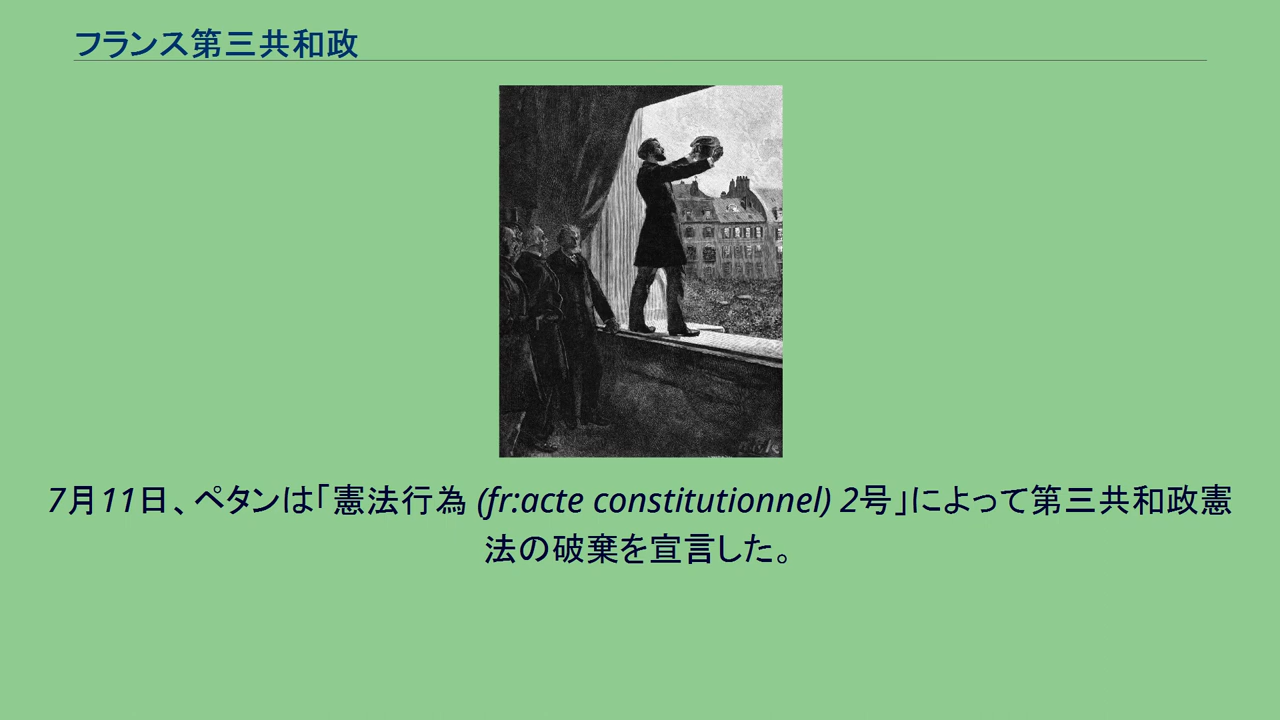 フランス第三共和政
7月11日、ペタンは「憲法行為 (fr:acte constitutionnel) 2号」によって第三共和政憲
法の破棄を宣言した。